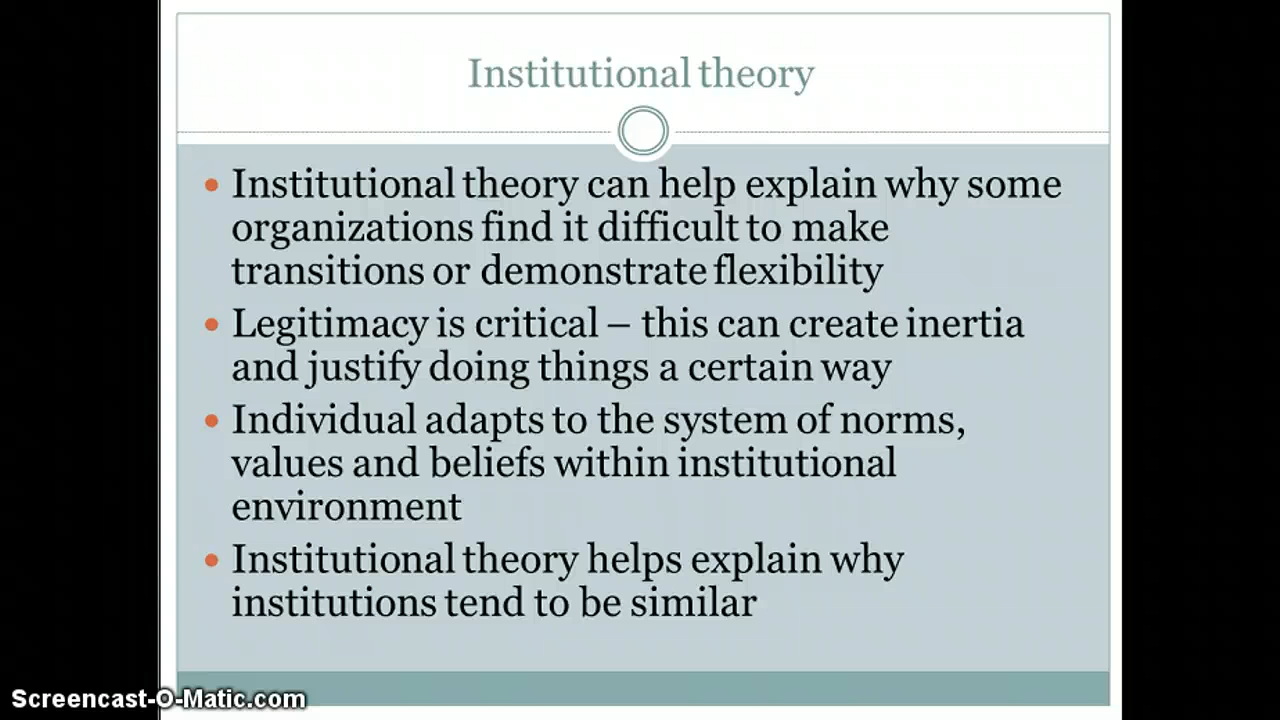 Institutional theory
• Institutional theory can help explain why some
organizations find it difficult to make
transitions or demonstrate flexibility
• Legitimacy is critical – this can create inertia
and justify doing things a certain way
• Individual adapts to the system of norms,
values and beliefs within institutional
environment
• Institutional theory helps explain why
institutions tend to be similar
Screencast-O-Matic.com